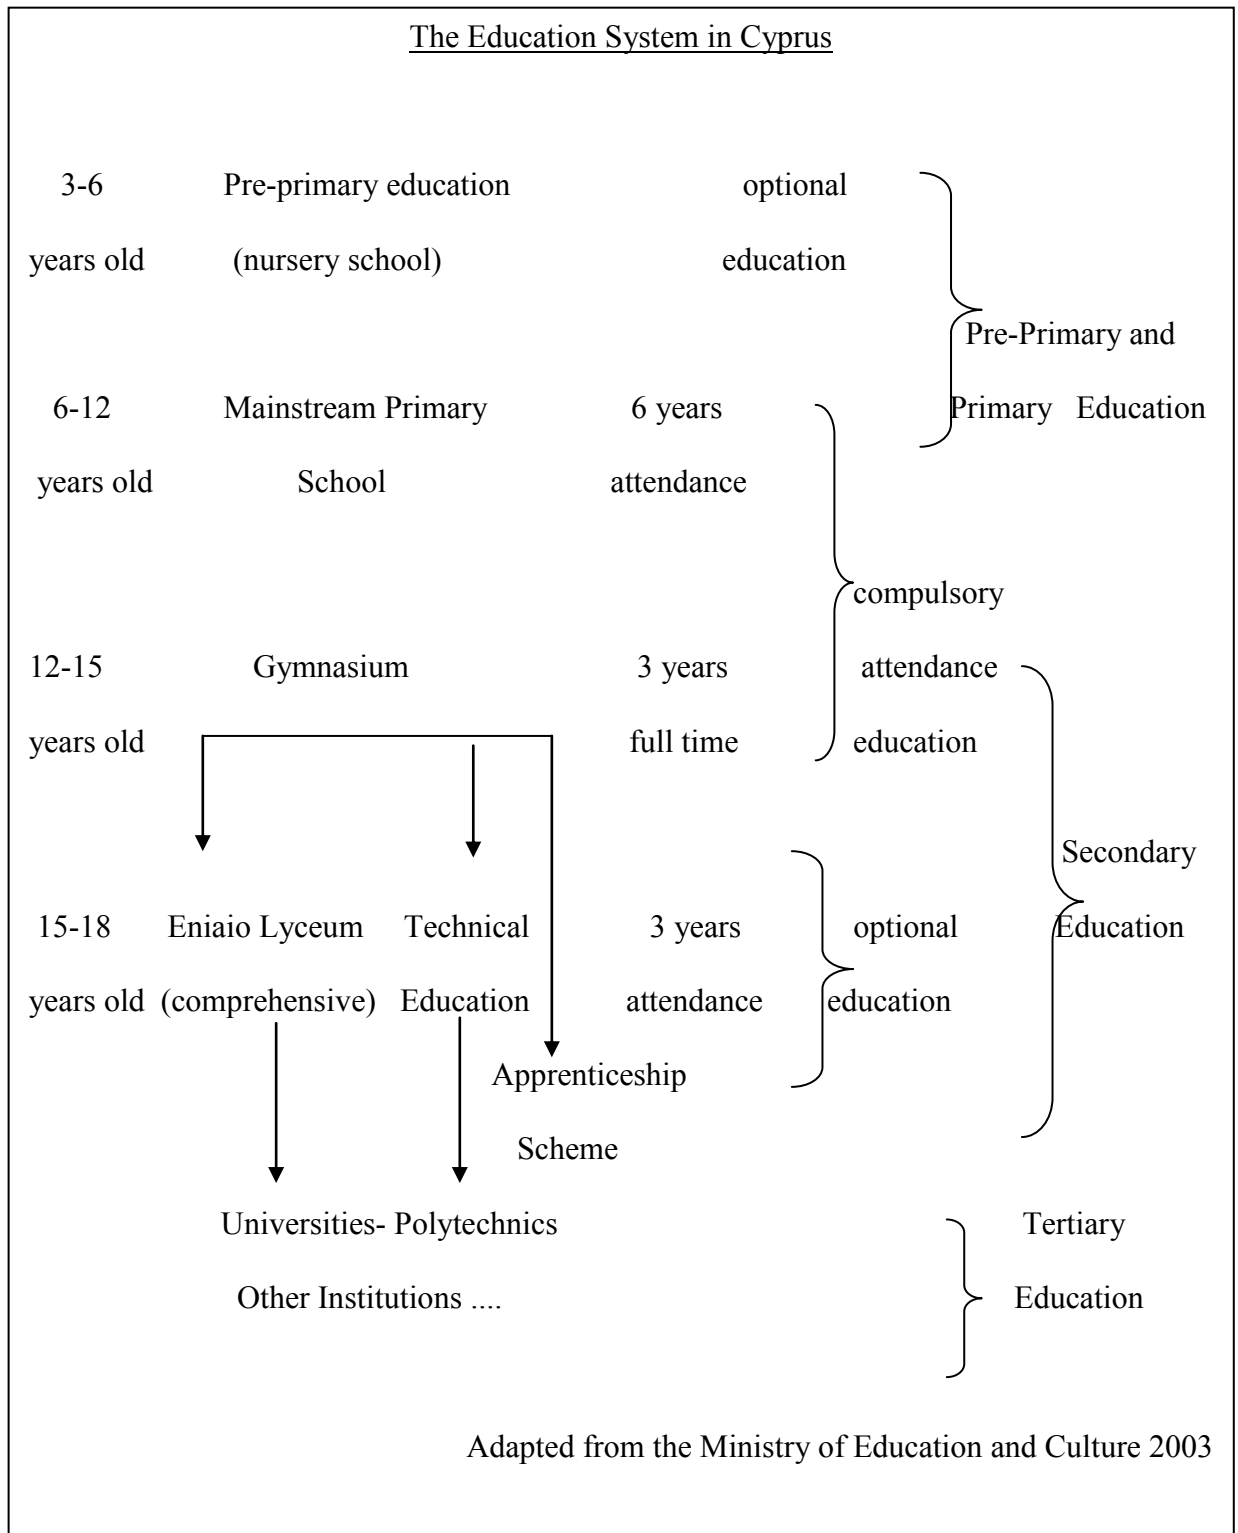 The Education System in Cyprus
3-6 Pre-primary education optional
years old (nursery school) education
Pre-Primary and
6-12 Mainstream Primary 6 years Primary Education
years old School attendance
compulsory
12-15 Gymnasium 3 years attendance
years old full time education
Secondary
15-18 Eniaio Lyceum Technical 3 years optional Education
years old (comprehensive) Education attendance education
Apprenticeship
Scheme
Universities- Polytechnics Tertiary
Other Institutions .... Education
Adapted from the Ministry of Education and Culture 2003